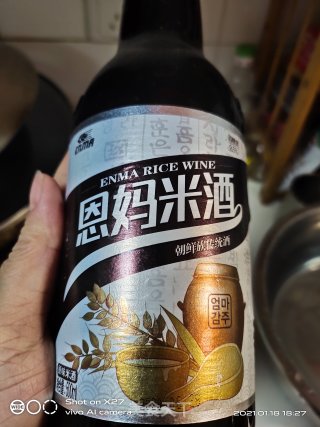 ENMA
ENMA RICE WINE
恩妈米酒
朝鲜族传统酒
엄마
감주
Shot on X27
vivo AI camera
2021.01.18 18:27